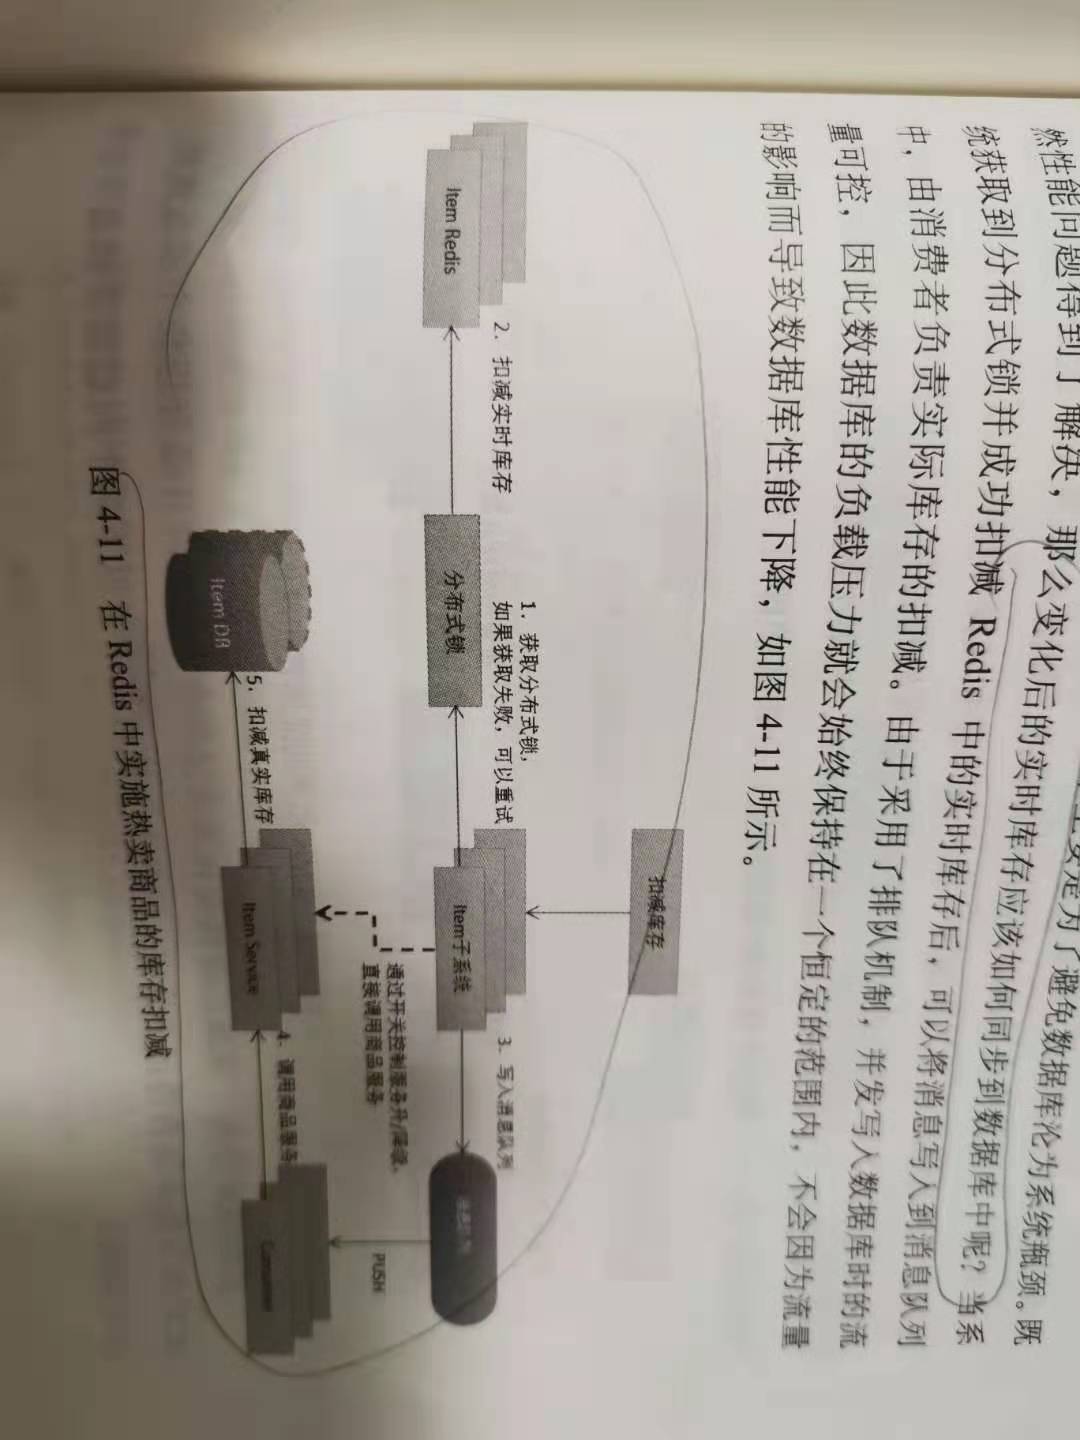 主要是为了避免数据库沦为系统瓶颈。既
然性能问题得到了解决，那么变化后的实时库存应该如何同步到数据库中呢？当系
统获取到分布式锁并成功扣减 Redis 中的实时库存后，可以将消息写入到消息队列
中，由消费者负责实际库存的扣减。由于采用了排队机制，并发写入数据库时的流
量可控，因此数据库的负载压力就会始终保持在一个恒定的范围内，不会因为流量
的影响而导致数据库性能下降，如图 4-11 所示。
扣减库存
1. 获取分布式锁，
如果获取失败，可以重试
2. 扣减实时库存
3. 写入消息队列
Item Redis
分布式锁
Item子系统
消息队列
通过开关控制服务升/降级，
直接调用商品服务
PUSH
4. 调用商品服务
5. 扣减真实库存
Item DB
Item Service
Consumer
图 4-11 在 Redis 中实施热卖商品的库存扣减